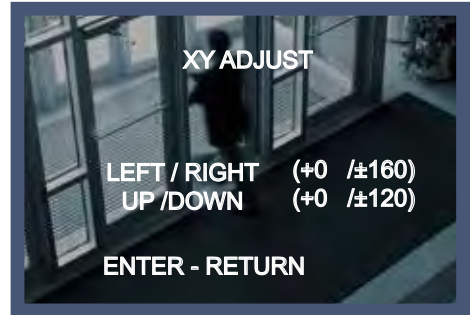 XY ADJUST
LEFT / RIGHT (+0 /±160)
UP /DOWN (+0 /±120)
ENTER - RETURN